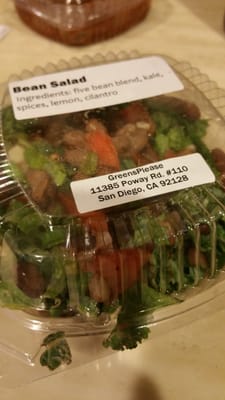 Bean Salad
Ingredients: five bean blend, kale,
spices, lemon, cilantro
GreensPlease
11385 Poway Rd. #110
San Diego, CA 92128